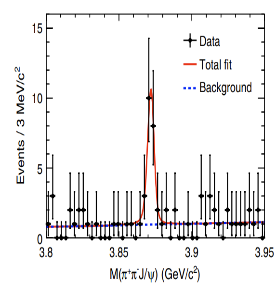 Events / 3 MeV/c²
15
10
5
0
Data
Total fit
Background
3.8
3.85
3.9
3.95
M(π⁺π⁻J/ψ) (GeV/c²)